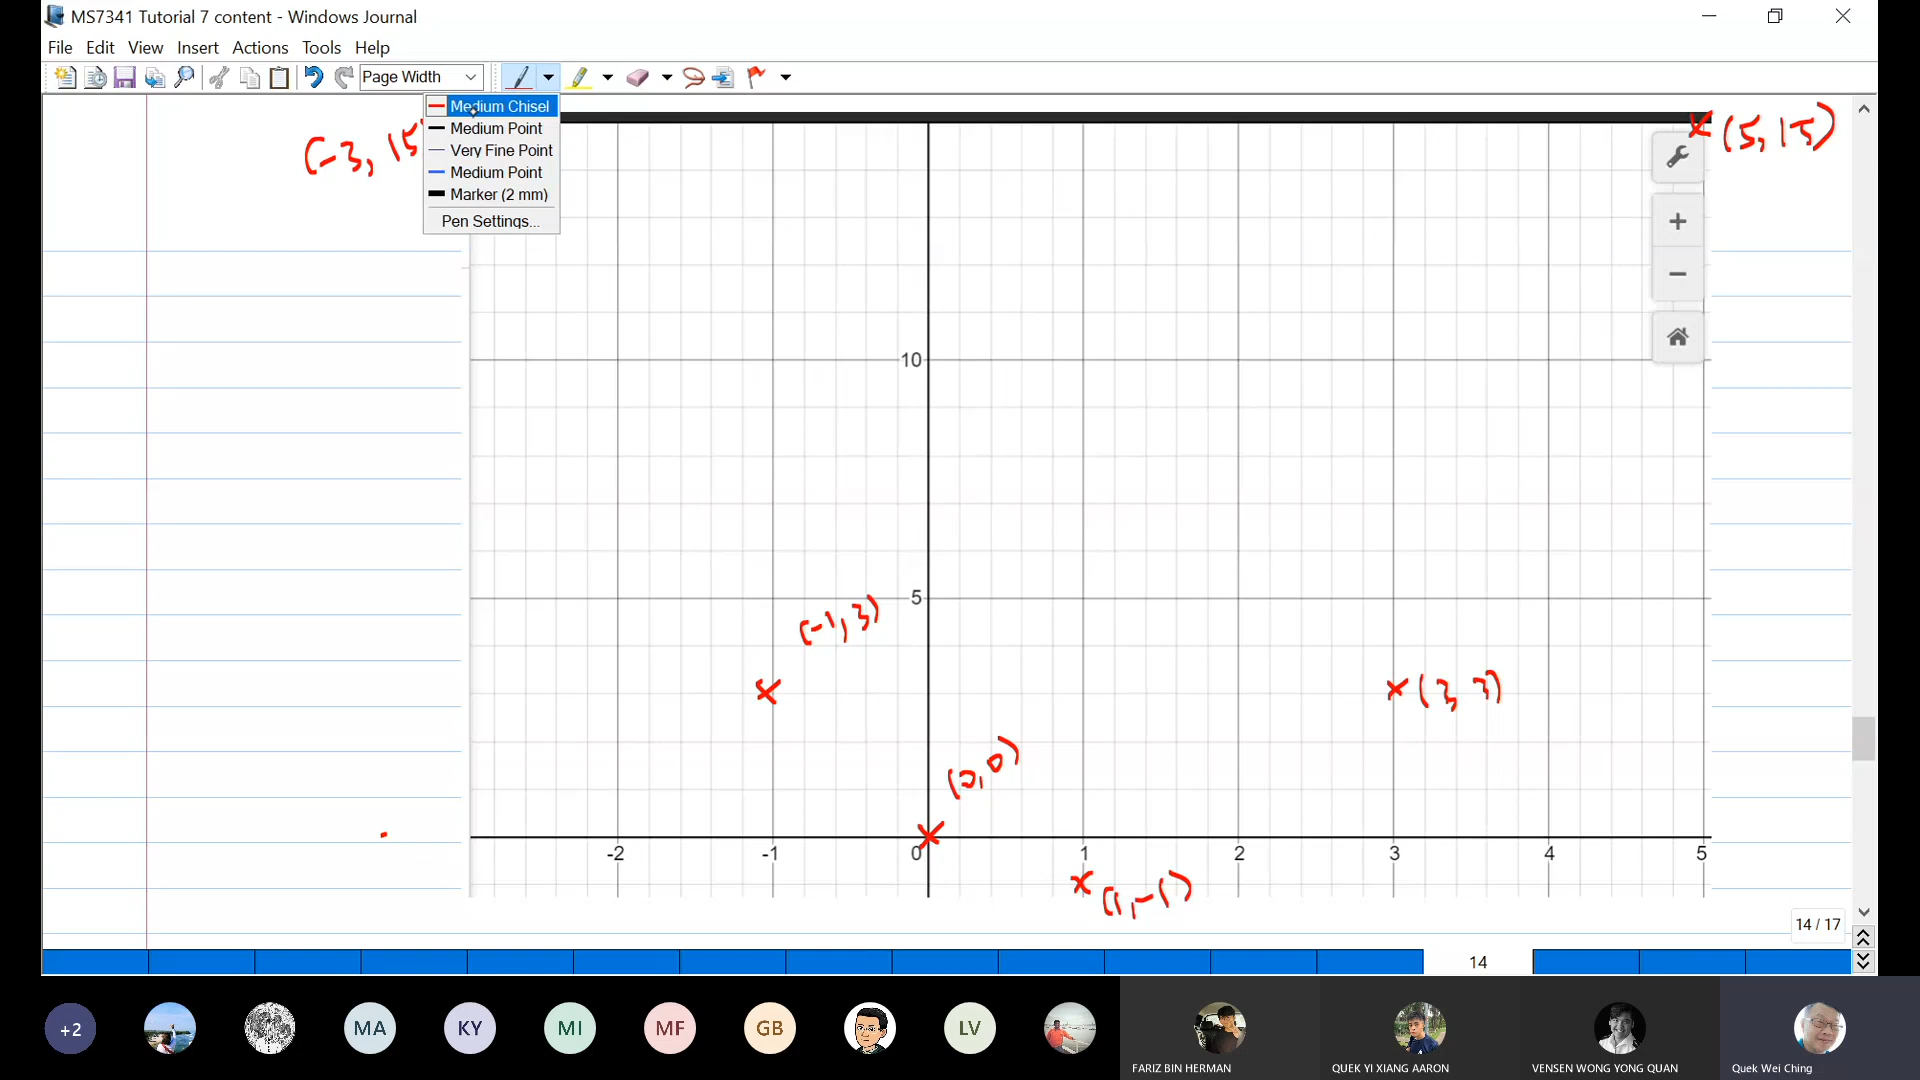 MS7341 Tutorial 7 content - Windows Journal
File Edit View Insert Actions Tools Help
Page Width
Medium Chisel
Medium Point
Very Fine Point
Medium Point
Marker (2 mm)
Pen Settings...
(-3, 15
(5, 15)
10
5
(-1, 3)
(3, 3)
(0,0)
-2 -1 0 1 2 3 4 5
(1,-1)
14 / 17
14
+2 MA KY MI MF GB LV
FARIZ BIN HERMAN QUEK YI XIANG AARON VENSEN WONG YONG QUAN Quek Wei Ching